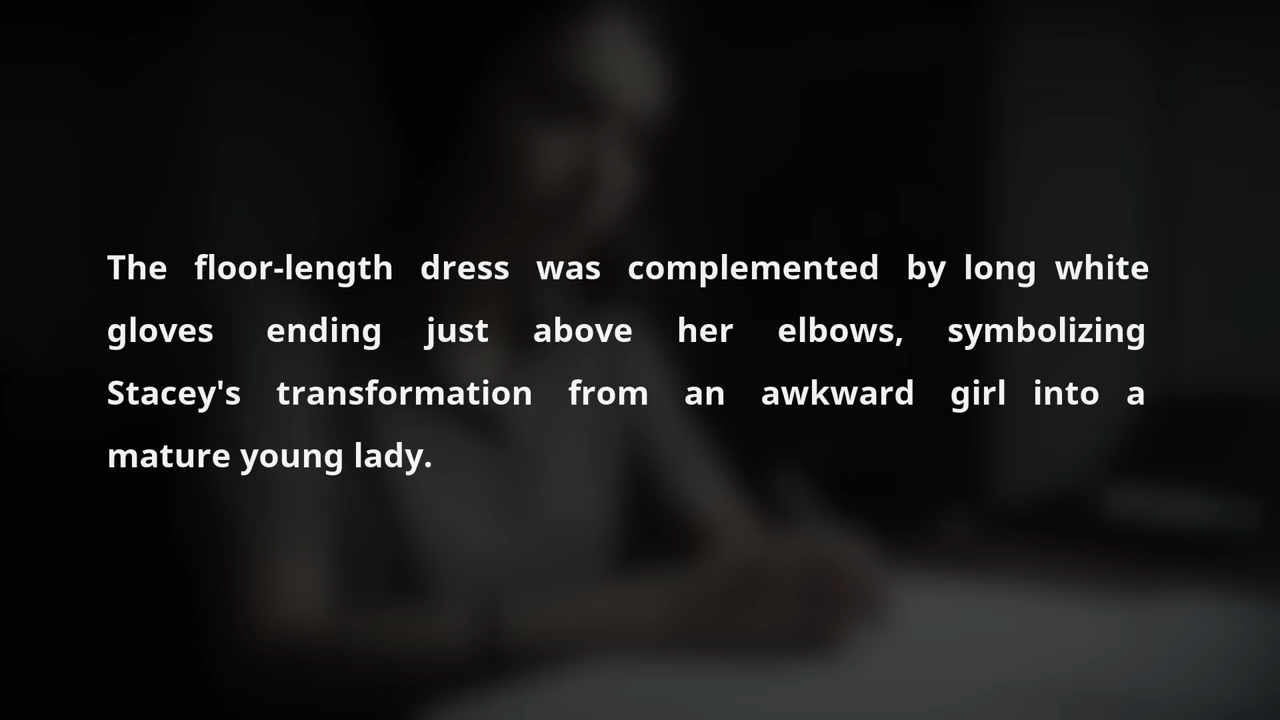 The floor-length dress was complemented by long white
gloves ending just above her elbows, symbolizing
Stacey's transformation from an awkward girl into a
mature young lady.